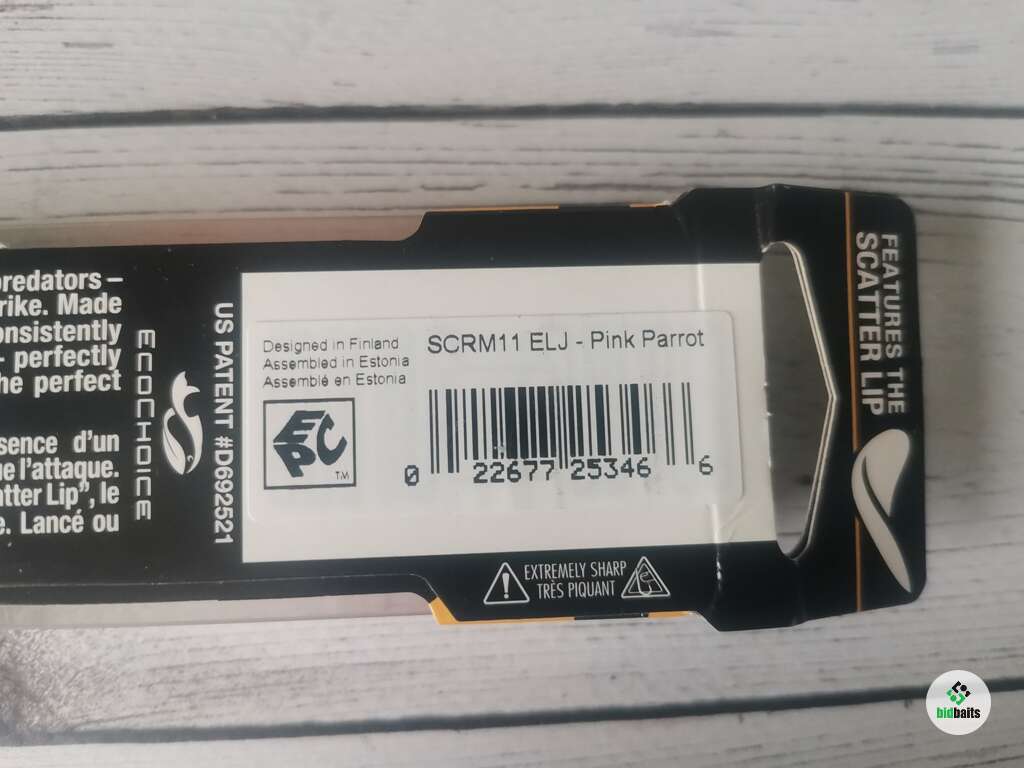 predators –
rike. Made
onsistently
- perfectly
he perfect
sence d'un
ue l'attaque.
atter Lip", le
e. Lancé ou
ECOCHOICE
US PATENT #D692521
Designed in Finland
Assembled in Estonia
Assemblé en Estonia
EPC
TM
SCRM11 ELJ - Pink Parrot
0 22677 25346 6
EXTREMELY SHARP
TRÈS PIQUANT
FEATURES THE
SCATTER LIP
bidbaits